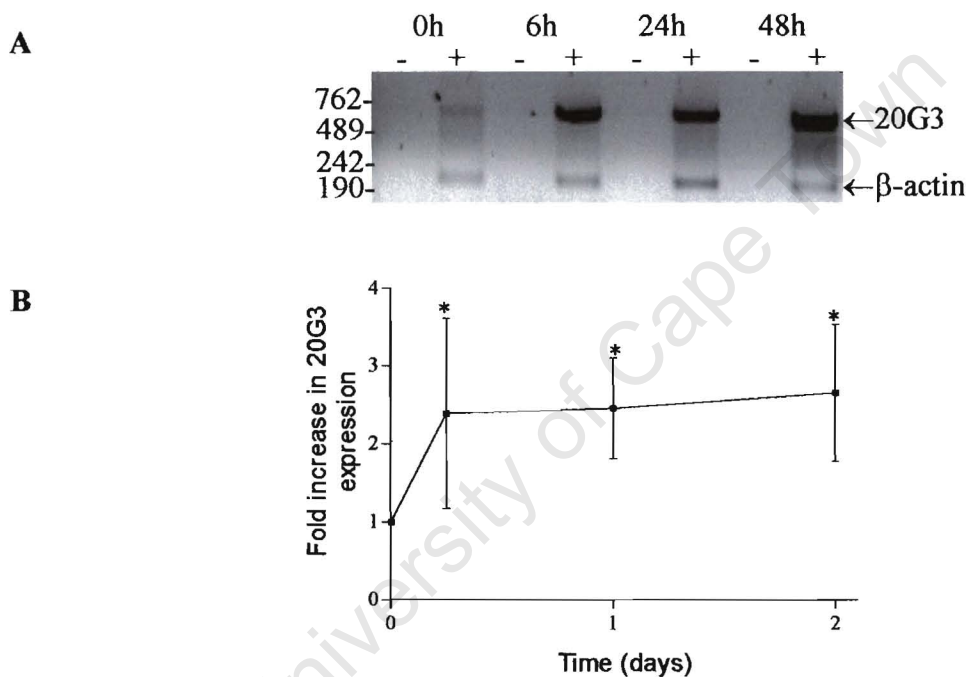 A
0h 6h 24h 48h
- + - + - + - +
762-
489-
242-
190-
←20G3
←β-actin
B
Fold increase in 20G3
expression
4
3
2
1
0
* * *
0 1 2
Time (days)
University of Cape Town